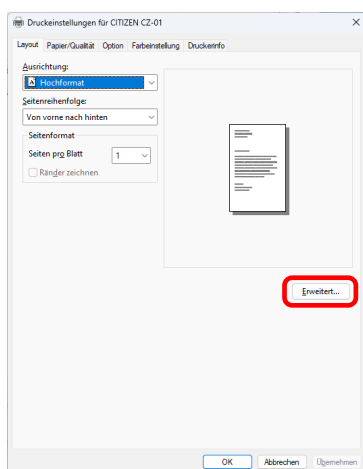 Druckeinstellungen für CITIZEN CZ-01
Layout Papier/Qualität Option Farbeinstellung Druckerinfo
Ausrichtung:
A Hochformat
Seitenreihenfolge:
Von vorne nach hinten
Seitenformat
Seiten pro Blatt 1
Ränder zeichnen
Erweitert...
OK Abbrechen Übernehmen